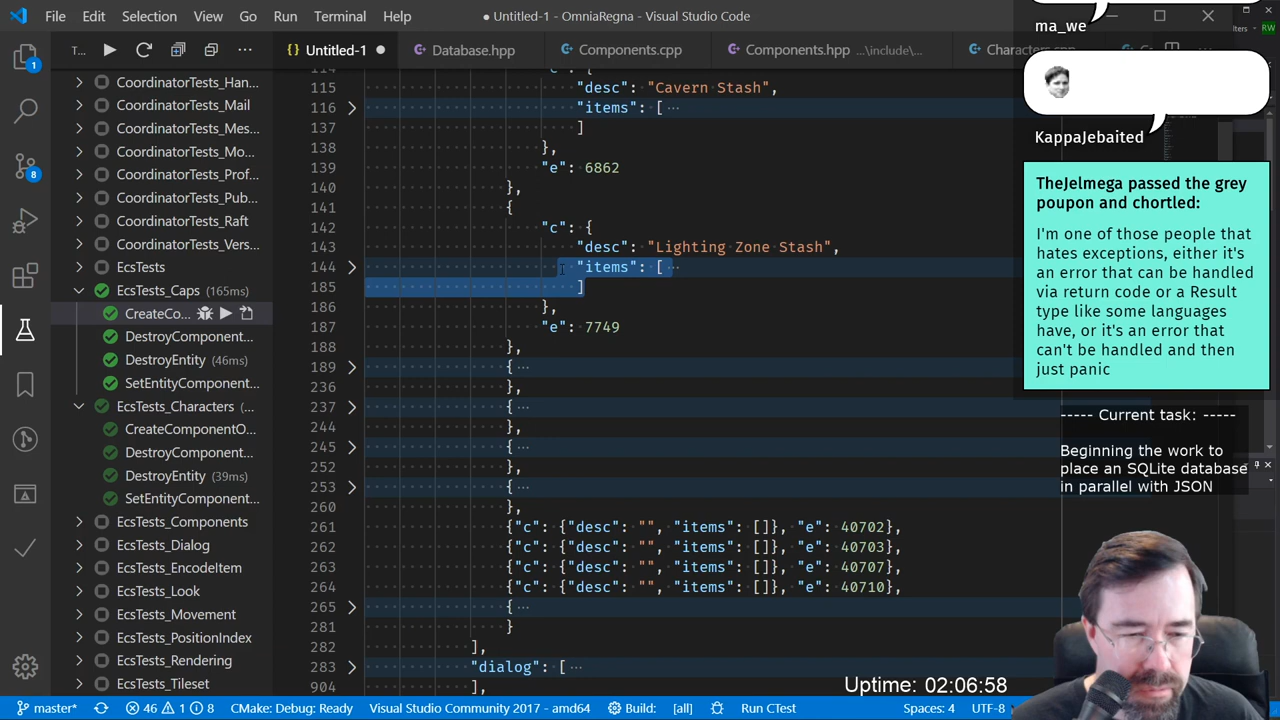 File Edit Selection View Go Run Terminal Help
● Untitled-1 - OmniaRegna - Visual Studio Code
T...
Untitled-1 ●
Database.hpp
Components.cpp
Components.hpp ...\include\...
CoordinatorTests_Han...
CoordinatorTests_Mail
CoordinatorTests_Mes...
CoordinatorTests_Mo...
CoordinatorTests_Prof...
CoordinatorTests_Pub...
CoordinatorTests_Raft
CoordinatorTests_Vers...
EcsTests
EcsTests_Caps (165ms)
CreateCo...
DestroyComponent...
DestroyEntity (46ms)
SetEntityComponent...
EcsTests_Characters (...
CreateComponentO...
DestroyComponent...
DestroyEntity (39ms)
SetEntityComponent...
EcsTests_Components
EcsTests_Dialog
EcsTests_EncodeItem
EcsTests_Look
EcsTests_Movement
EcsTests_PositionIndex
EcsTests_Rendering
EcsTests_Tileset
115 "desc": "Cavern Stash",
116 "items": [ ...
137 ]
138 },
139 "e": 6862
140 },
141 {
142 "c": {
143 "desc": "Lighting Zone Stash",
144 "items": [ ...
185 ]
186 },
187 "e": 7749
188 },
189 { ...
236 },
237 { ...
244 },
245 { ...
252 },
253 { ...
260 },
261 {"c": {"desc": "", "items": []}, "e": 40702},
262 {"c": {"desc": "", "items": []}, "e": 40703},
263 {"c": {"desc": "", "items": []}, "e": 40707},
264 {"c": {"desc": "", "items": []}, "e": 40710},
265 { ...
281 }
282 ],
283 "dialog": [ ...
904 ],
ma_we
KappaJebaited
TheJelmega passed the grey
poupon and chortled:
I'm one of those people that
hates exceptions, either it's
an error that can be handled
via return code or a Result
type like some languages
have, or it's an error that
can't be handled and then
just panic
----- Current task: -----
Beginning the work to
place an SQLite database
in parallel with JSON
Uptime: 02:06:58
1
8
master*
46 1 8
CMake: Debug: Ready
Visual Studio Community 2017 - amd64
Build:
[all]
Run CTest
Spaces: 4
UTF-8